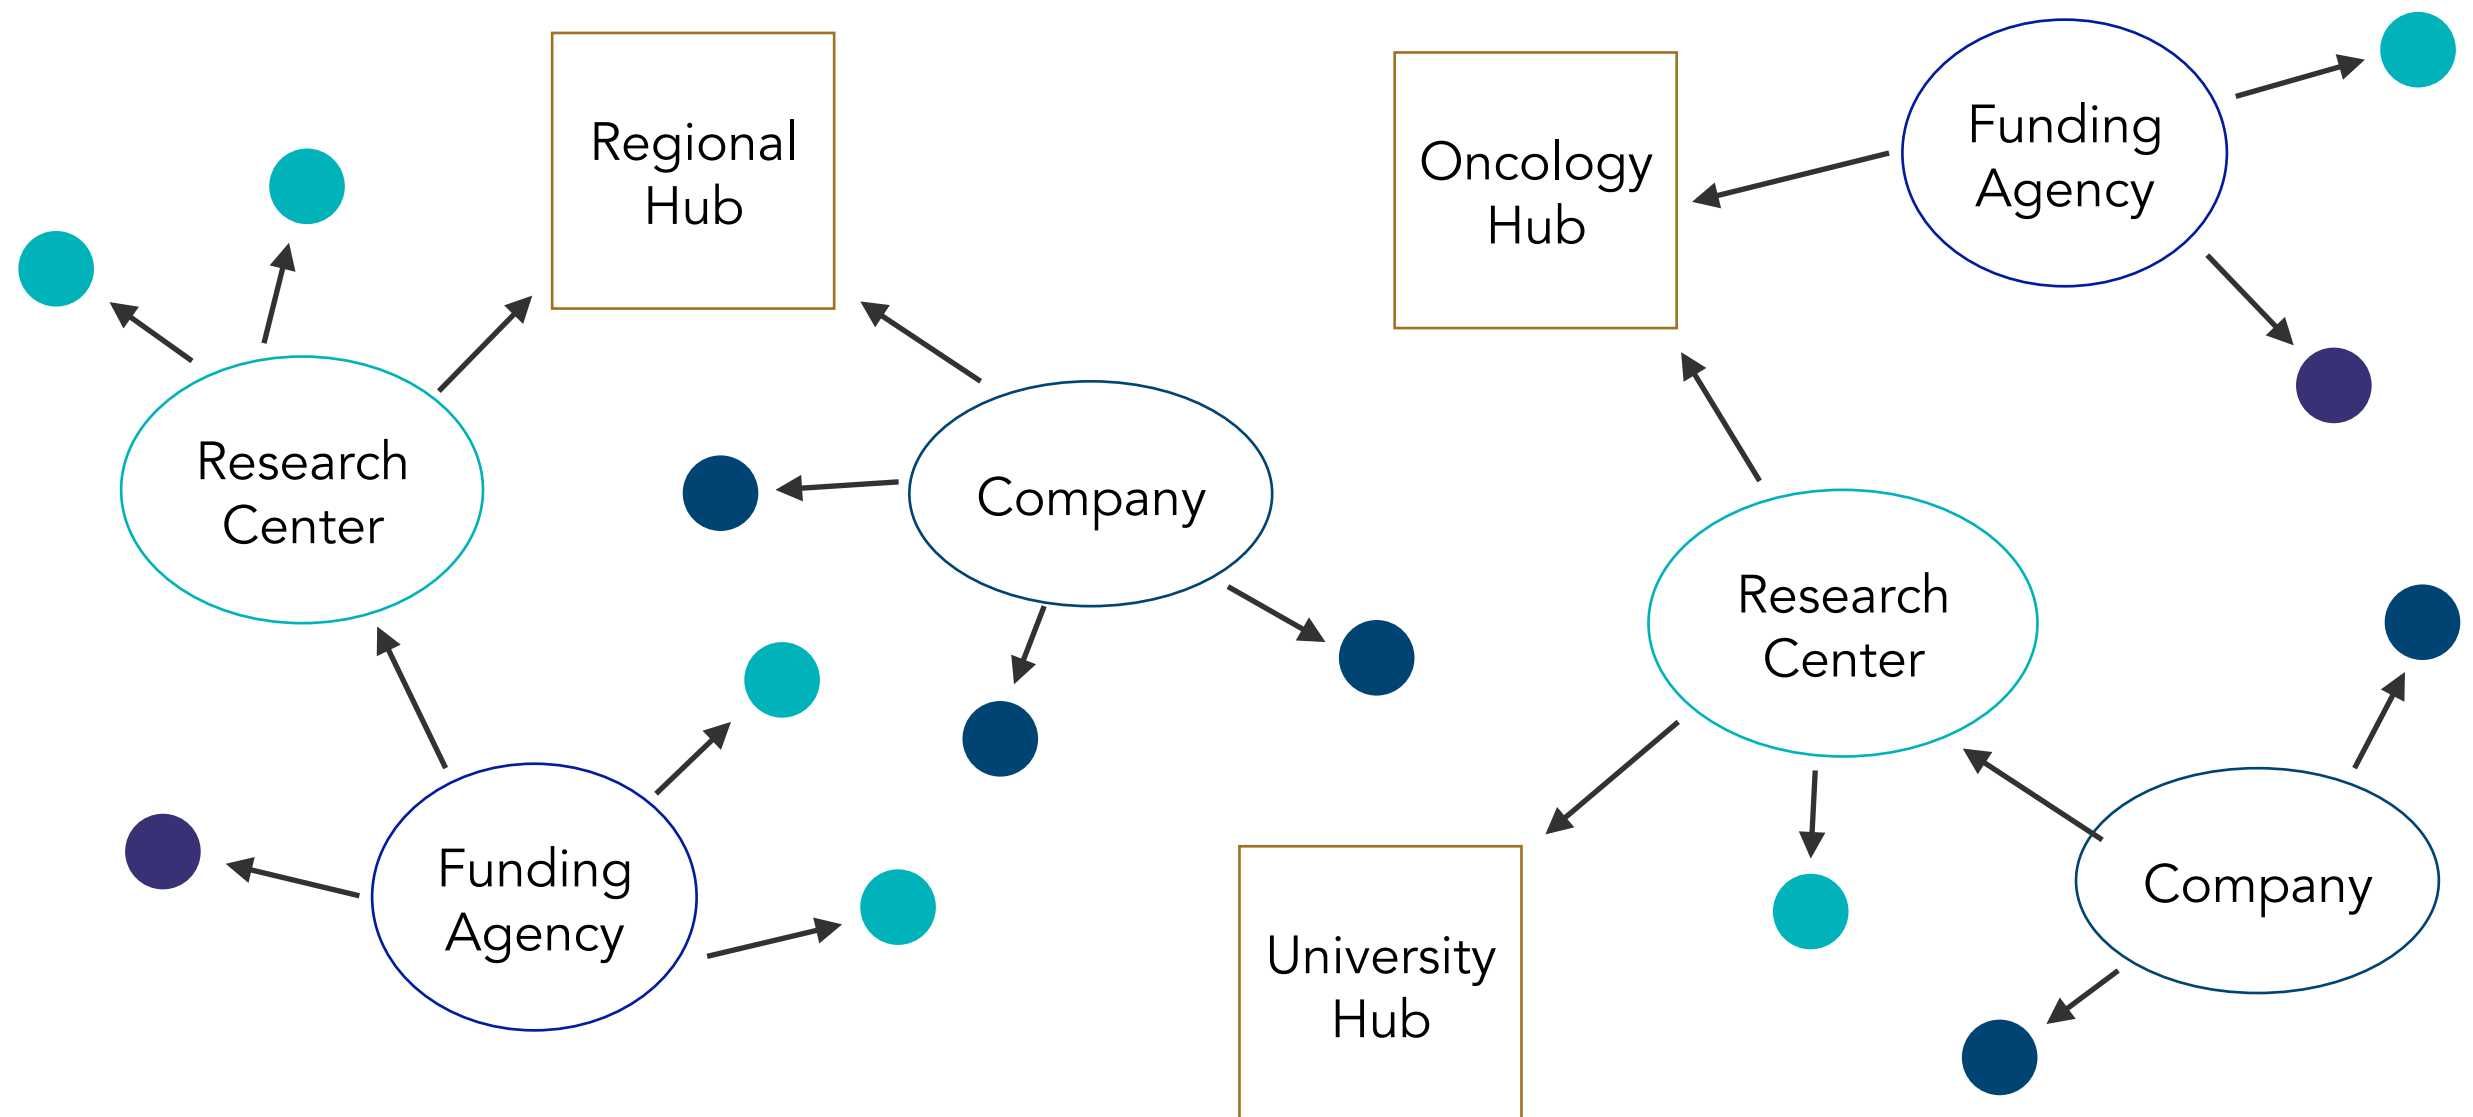 Regional
Hub
Oncology
Hub
Funding
Agency
Research
Center
Company
Research
Center
Funding
Agency
Company
University
Hub